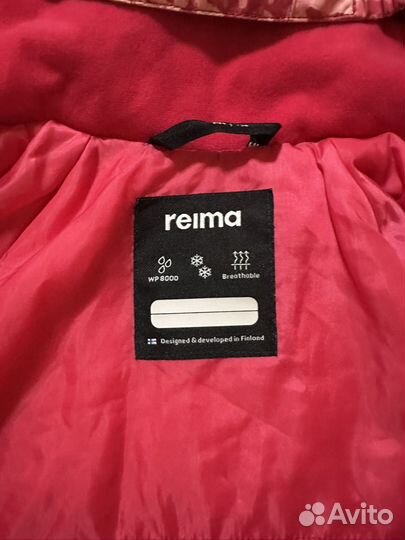 reima
WP 8000
Breathable
Designed & developed in Finland
Avito